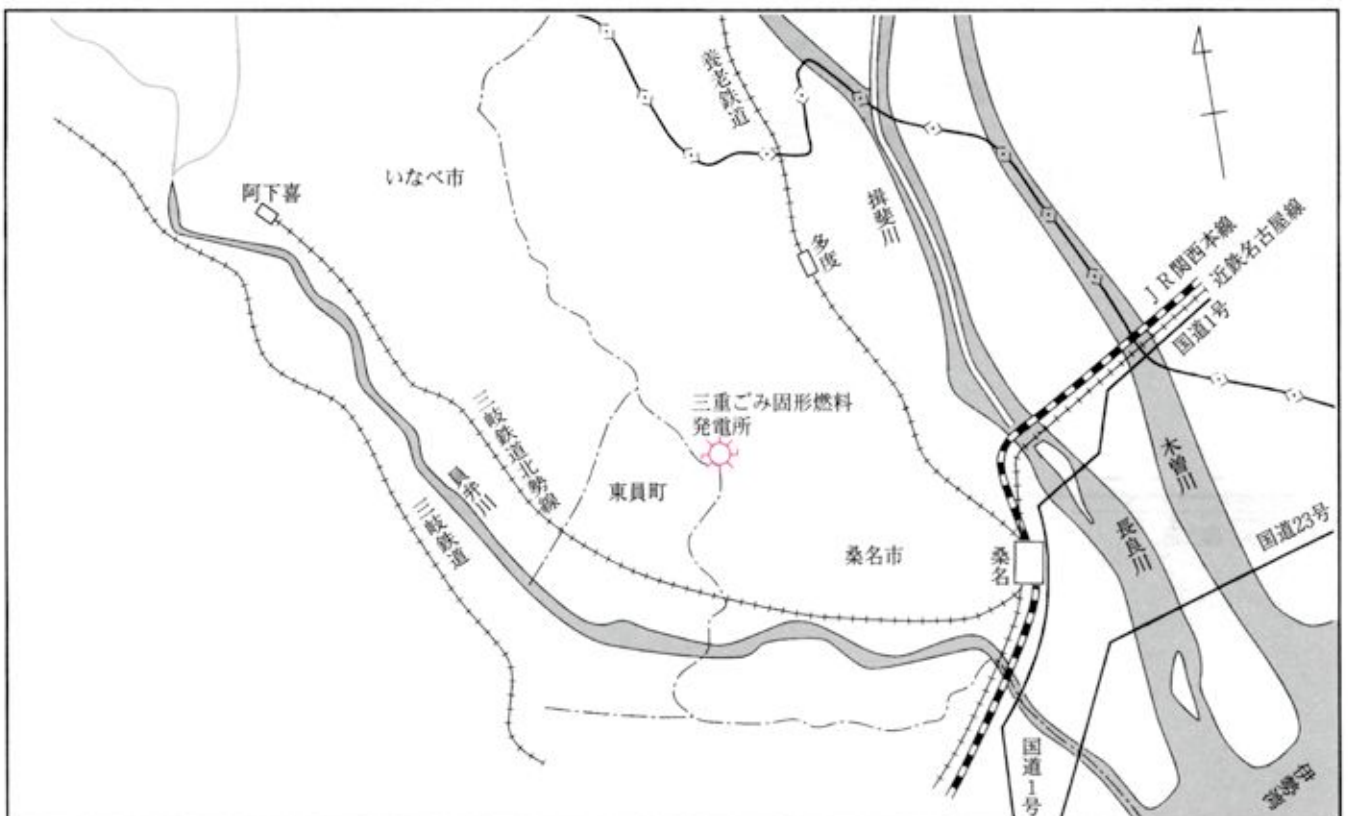 養老鉄道
いなべ市
阿下喜
揖斐川
多度
JR関西本線
近鉄名古屋線
国道1号
三重ごみ固形燃料
発電所
三岐鉄道北勢線
員弁川
三岐鉄道
東員町
桑名市
桑名
木曽川
長良川
国道23号
国道1号
伊勢湾